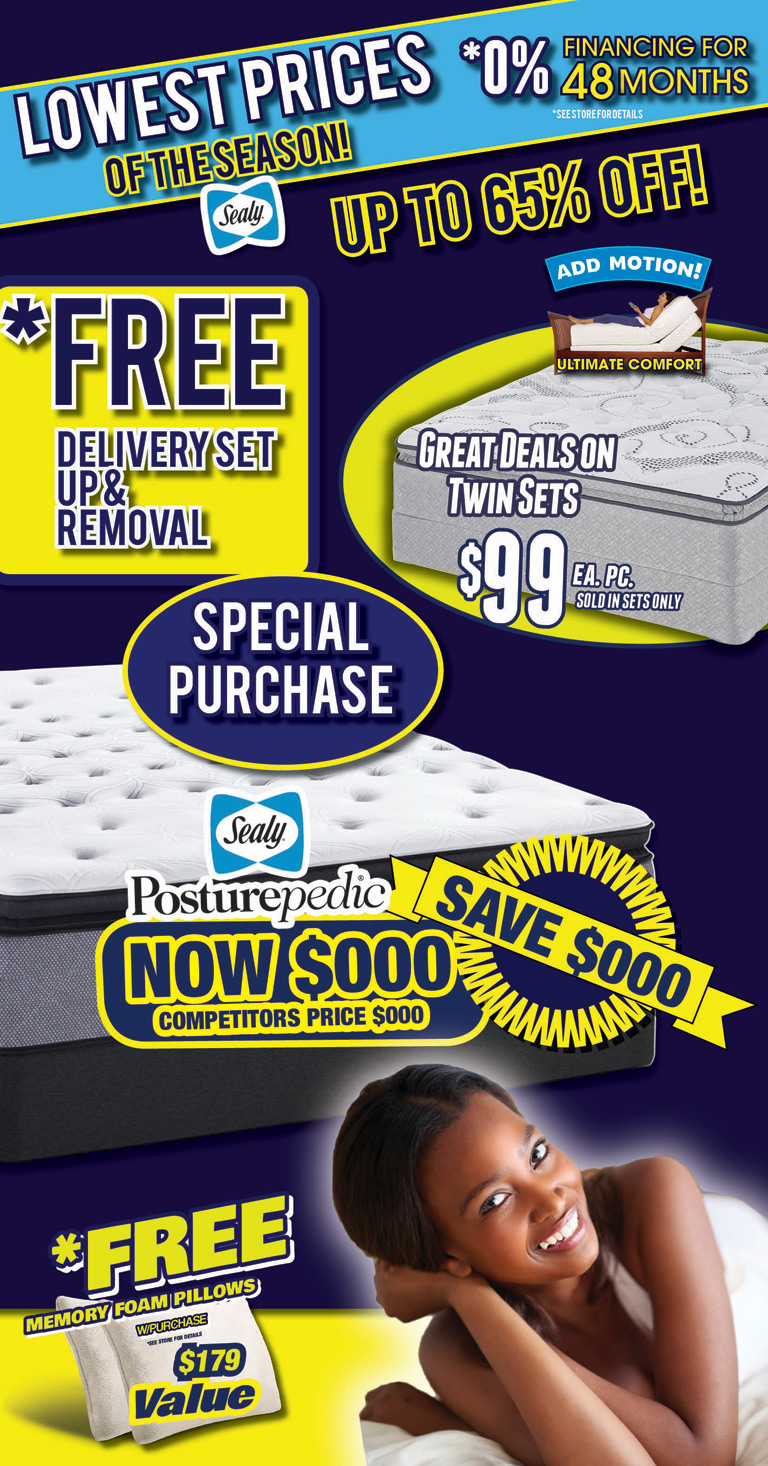 LOWEST PRICES
OF THE SEASON!
*0% FINANCING FOR
48 MONTHS
*SEE STORE FOR DETAILS
Sealy
UP TO 65% OFF!
ADD MOTION!
ULTIMATE COMFORT
*FREE
DELIVERY SET
UP &
REMOVAL
GREAT DEALS ON
TWIN SETS
$99 EA. PC.
SOLD IN SETS ONLY
SPECIAL
PURCHASE
Sealy
Posturepedic®
NOW $000
COMPETITORS PRICE $000
SAVE $000
*FREE
MEMORY FOAM PILLOWS
W/PURCHASE
*SEE STORE FOR DETAILS
$179
Value